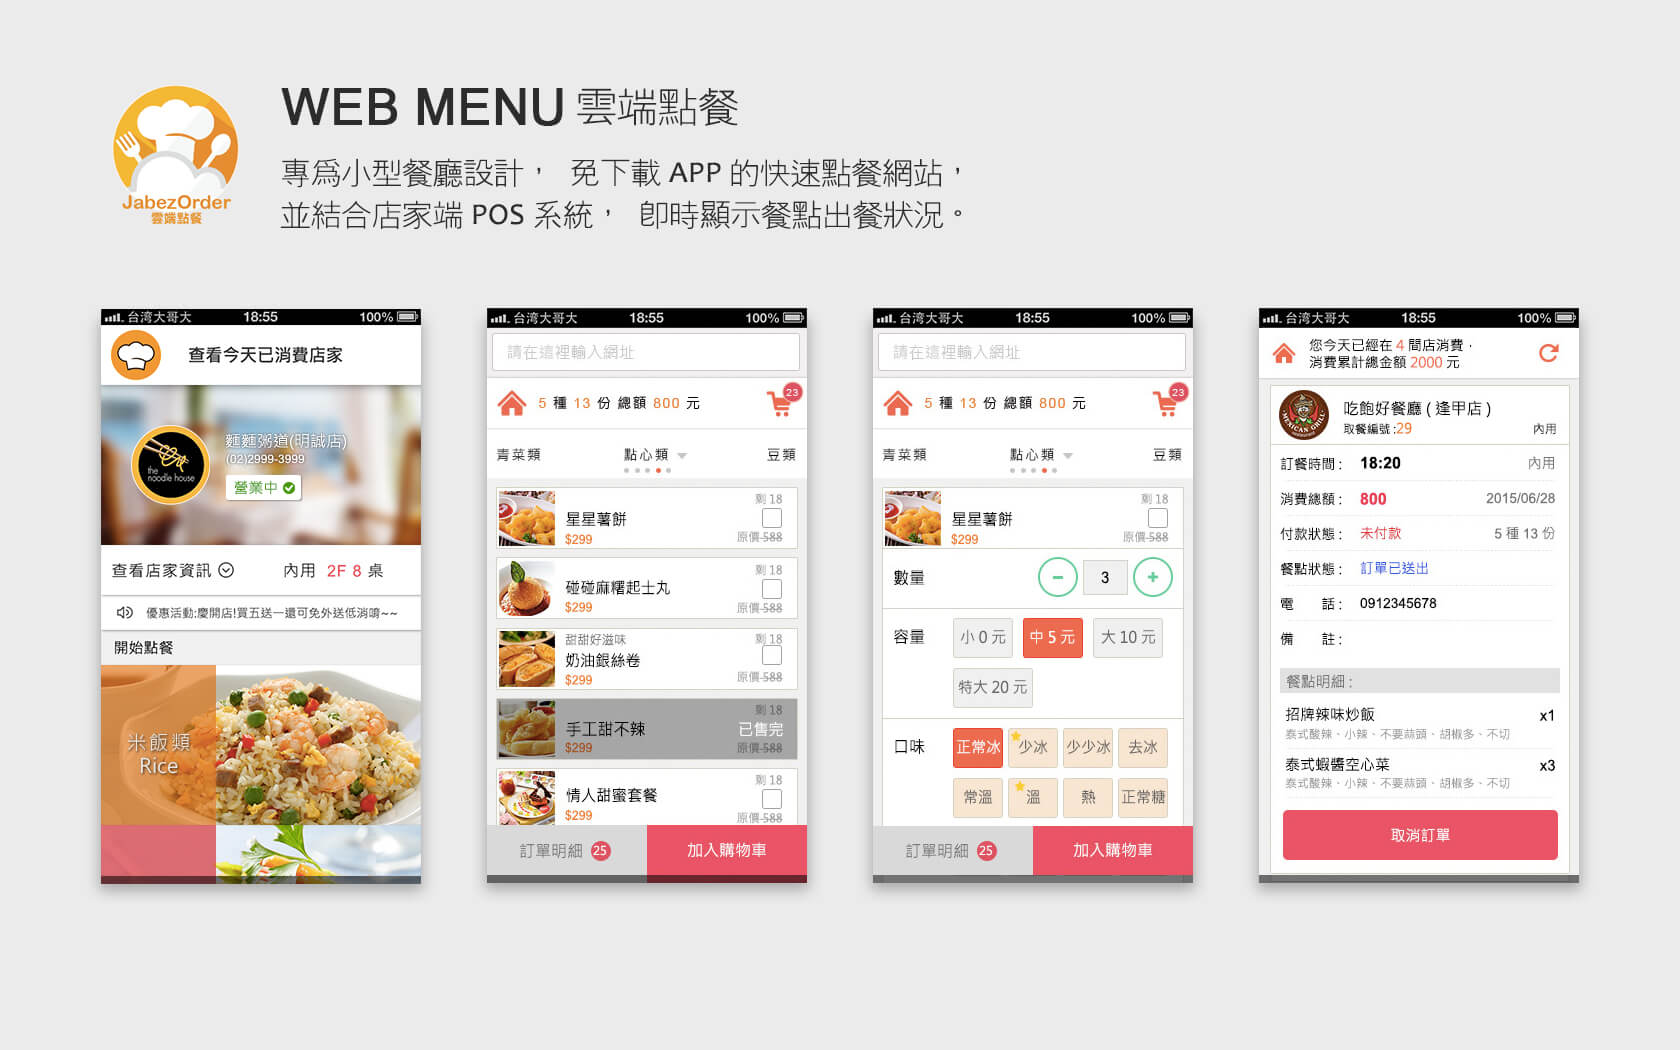 WEB MENU 雲端點餐
JabezOrder
雲端點餐
專為小型餐廳設計， 免下載 APP 的快速點餐網站，
並結合店家端 POS 系統， 即時顯示餐點出餐狀況。
台湾大哥大 18:55 100%
查看今天已消費店家
the
noodle house
麵麵粥道(明誠店)
(02)2999-3999
營業中
查看店家資訊 內用 2F 8 桌
優惠活動:慶開店!買五送一還可免外送低消唷~~
開始點餐
米飯類
Rice
台湾大哥大 18:55 100%
請在這裡輸入網址
5 種 13 份 總額 800 元 23
青菜類 點心類 豆類
剩 18
星星薯餅
$299 原價 588
剩 18
碰碰麻糬起士丸
$299 原價 588
甜甜好滋味 剩 18
奶油銀絲卷
$299 原價 588
剩 18
手工甜不辣 已售完
$299 原價 588
剩 18
情人甜蜜套餐
$299 原價 588
訂單明細 25 加入購物車
台湾大哥大 18:55 100%
請在這裡輸入網址
5 種 13 份 總額 800 元 23
青菜類 點心類 豆類
剩 18
星星薯餅
$299 原價 588
數量 − 3 +
容量 小 0 元 中 5 元 大 10 元
特大 20 元
口味 正常冰 少冰 少少冰 去冰
常溫 溫 熱 正常糖
訂單明細 25 加入購物車
台湾大哥大 18:55 100%
您今天已經在 4 間店消費，
消費累計總金額 2000 元
MEXICAN GRILL
吃飽好餐廳 ( 逢甲店 )
取餐編號 :29 內用
訂餐時間 : 18:20 內用
消費總額 : 800 2015/06/28
付款狀態 : 未付款 5 種 13 份
餐點狀態 : 訂單已送出
電 話 : 0912345678
備 註 :
餐點明細 :
招牌辣味炒飯 x1
泰式酸辣、小辣、不要蒜頭、胡椒多、不切
泰式蝦醬空心菜 x3
泰式酸辣、小辣、不要蒜頭、胡椒多、不切
取消訂單